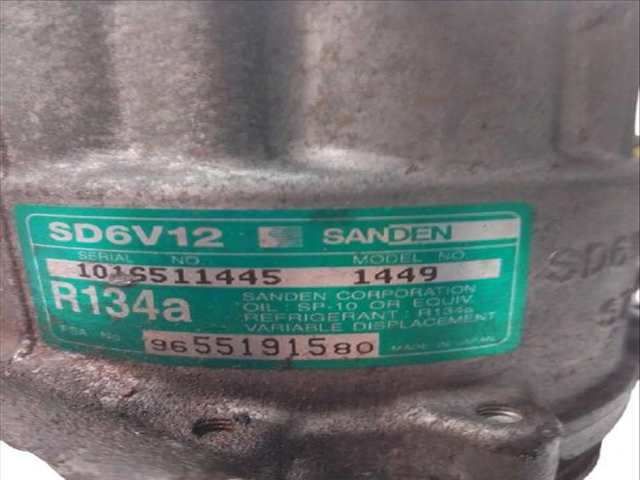 SD6V12 SANDEN
SERIAL NO. MODEL NO.
1016511445 1449
R134a SANDEN CORPORATION
OIL SP-10 OR EQUIV.
REFRIGERANT: R134a
VARIABLE DISPLACEMENT
PSA No. 9655191580 MADE IN JAPAN
SD6